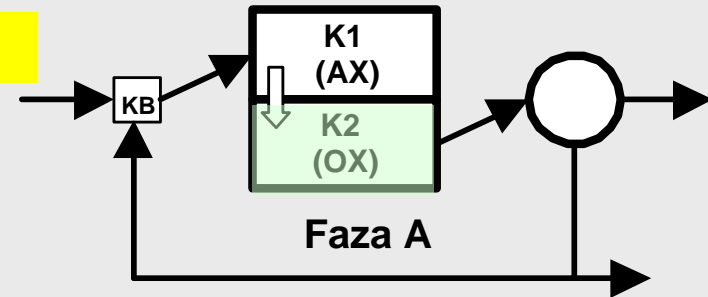 K1
(AX)
KB
K2
(OX)
Faza A